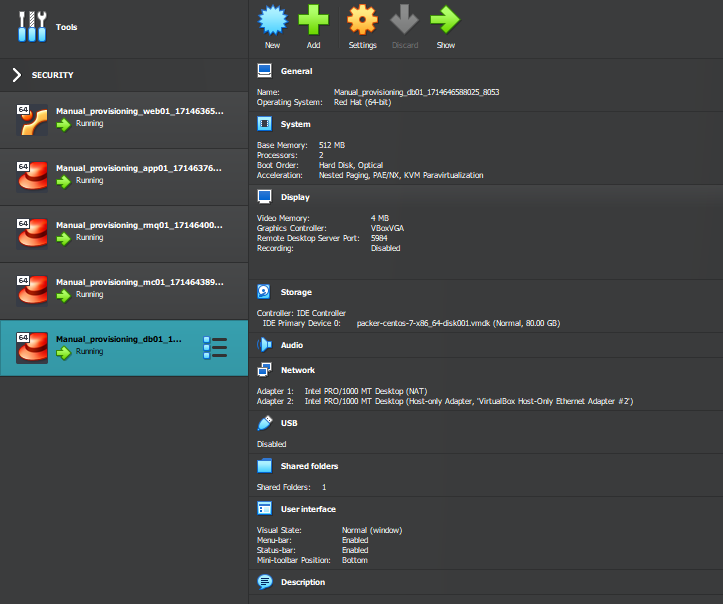 Tools
SECURITY
64
Manual_provisioning_web01_17146365...
Running
64
Manual_provisioning_app01_17146376...
Running
64
Manual_provisioning_rmq01_17146400...
Running
64
Manual_provisioning_mc01_171464389...
Running
64
Manual_provisioning_db01_1...
Running
New Add Settings Discard Show
General
Name: Manual_provisioning_db01_1714646588025_8053
Operating System: Red Hat (64-bit)
System
Base Memory: 512 MB
Processors: 2
Boot Order: Hard Disk, Optical
Acceleration: Nested Paging, PAE/NX, KVM Paravirtualization
Display
Video Memory: 4 MB
Graphics Controller: VBoxVGA
Remote Desktop Server Port: 5984
Recording: Disabled
Storage
Controller: IDE Controller
IDE Primary Device 0: packer-centos-7-x86_64-disk001.vmdk (Normal, 80.00 GB)
Audio
Network
Adapter 1: Intel PRO/1000 MT Desktop (NAT)
Adapter 2: Intel PRO/1000 MT Desktop (Host-only Adapter, 'VirtualBox Host-Only Ethernet Adapter #2')
USB
Disabled
Shared folders
Shared Folders: 1
User interface
Visual State: Normal (window)
Menu-bar: Enabled
Status-bar: Enabled
Mini-toolbar Position: Bottom
Description